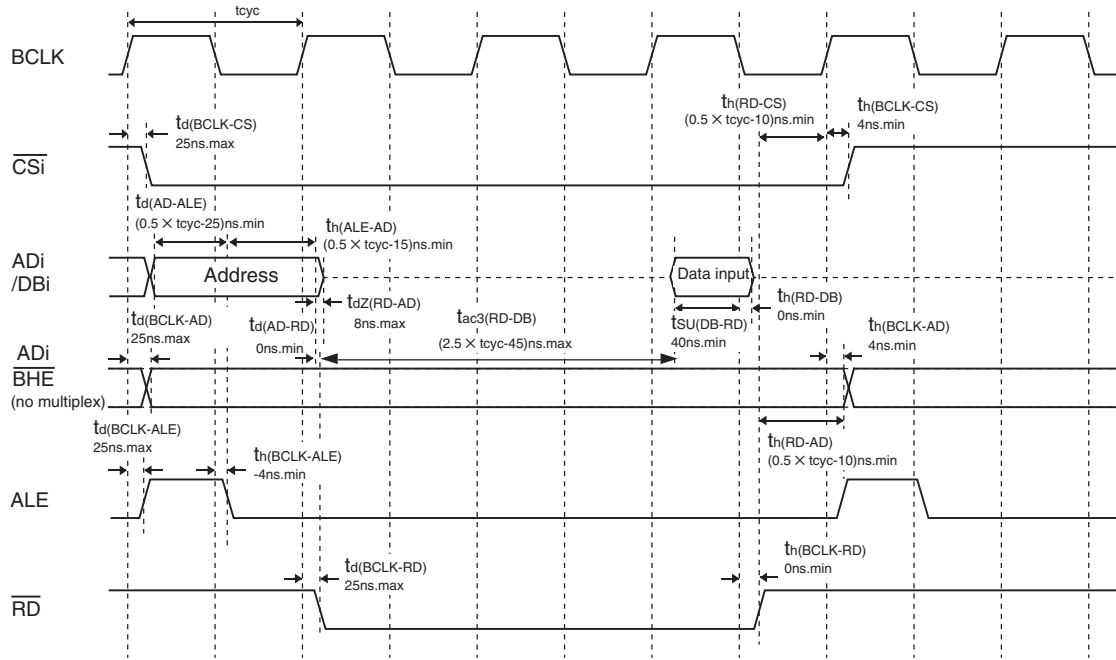 tcyc
BCLK
td(BCLK-CS)
25ns.max
th(RD-CS)
(0.5 × tcyc-10)ns.min
th(BCLK-CS)
4ns.min
CSi
td(AD-ALE)
(0.5 × tcyc-25)ns.min
th(ALE-AD)
(0.5 × tcyc-15)ns.min
ADi
/DBi
Address
Data input
tdZ(RD-AD)
8ns.max
th(RD-DB)
0ns.min
td(BCLK-AD)
25ns.max
td(AD-RD)
0ns.min
tac3(RD-DB)
(2.5 × tcyc-45)ns.max
tSU(DB-RD)
40ns.min
th(BCLK-AD)
4ns.min
ADi
BHE
(no multiplex)
td(BCLK-ALE)
25ns.max
th(BCLK-ALE)
-4ns.min
th(RD-AD)
(0.5 × tcyc-10)ns.min
ALE
td(BCLK-RD)
25ns.max
th(BCLK-RD)
0ns.min
RD